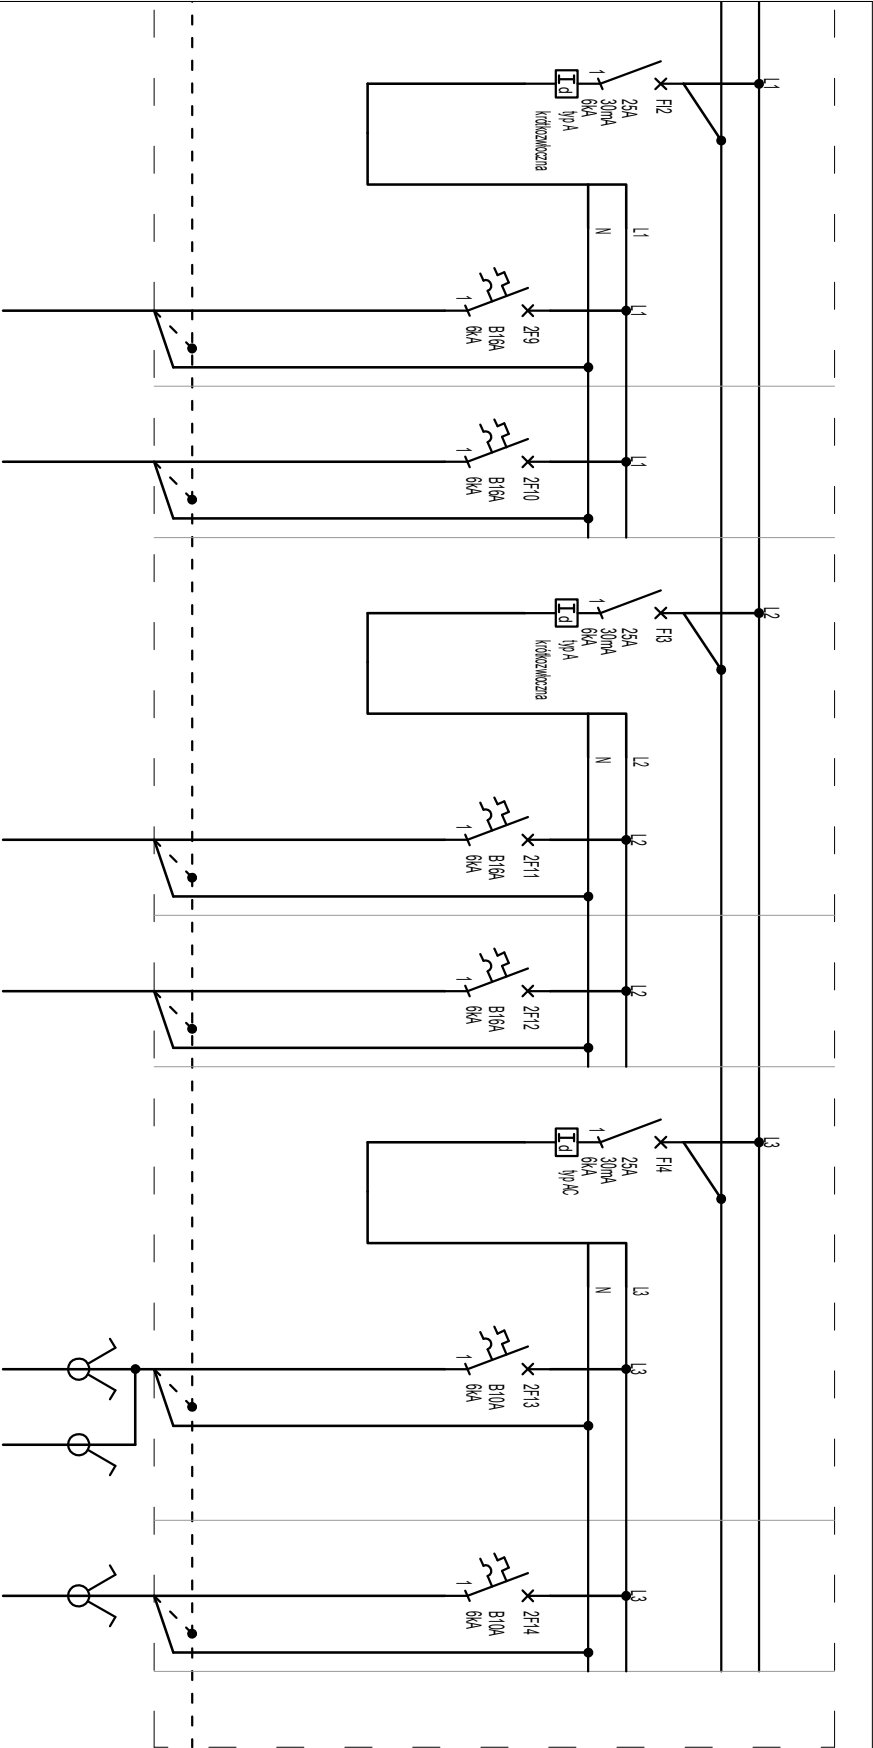 L1
FI2
25A
30mA
6kA
typ A
krótkozwłoczna
1
I d
L1
N
L1
2F9
B16A
6kA
1
L1
2F10
B16A
6kA
1
L2
FI3
25A
30mA
6kA
typ A
krótkozwłoczna
1
I d
L2
N
L2
2F11
B16A
6kA
1
L2
2F12
B16A
6kA
1
L3
FI4
25A
30mA
6kA
typ AC
1
I d
L3
N
L3
2F13
B10A
6kA
1
L3
2F14
B10A
6kA
1